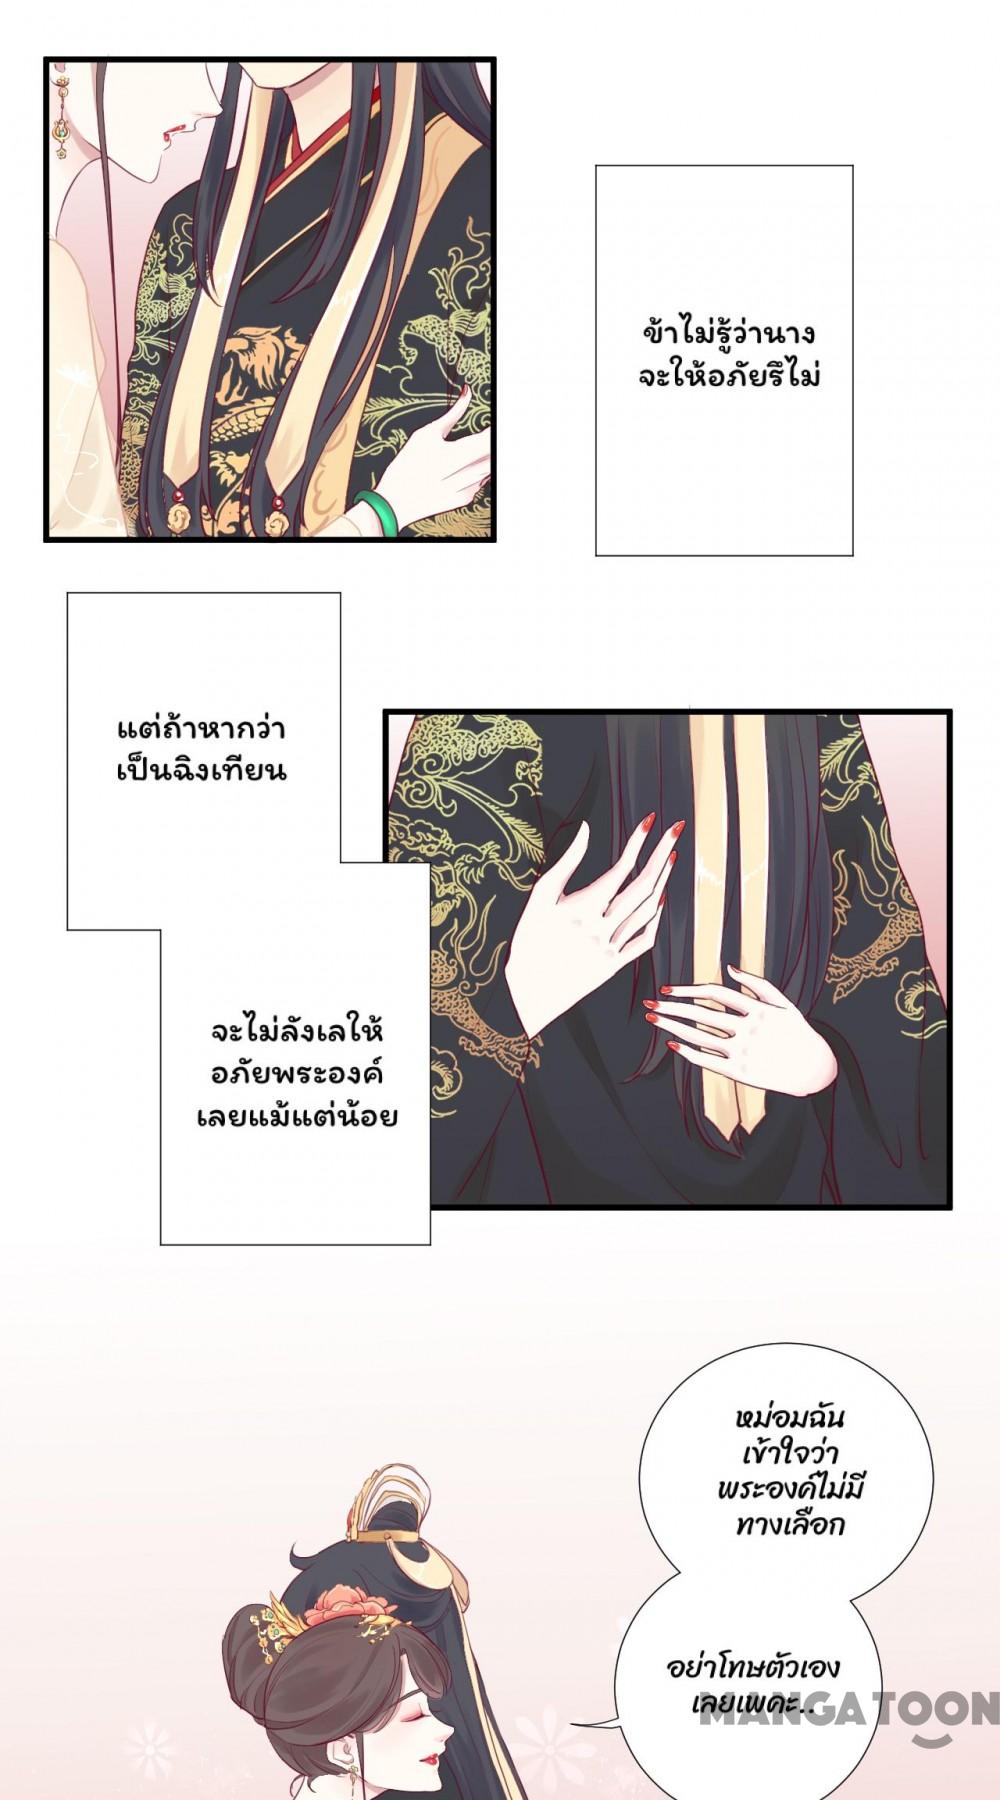 ข้าไม่รู้ว่านาง
จะให้อภัยรึไม่
แต่ถ้าหากว่า
เป็นฉิงเทียน
จะไม่ลังเลให้
อภัยพระองค์
เลยแม้แต่น้อย
หม่อมฉัน
เข้าใจว่า
พระองค์ไม่มี
ทางเลือก
อย่าโทษตัวเอง
เลยเพคะ..
MANGATOON